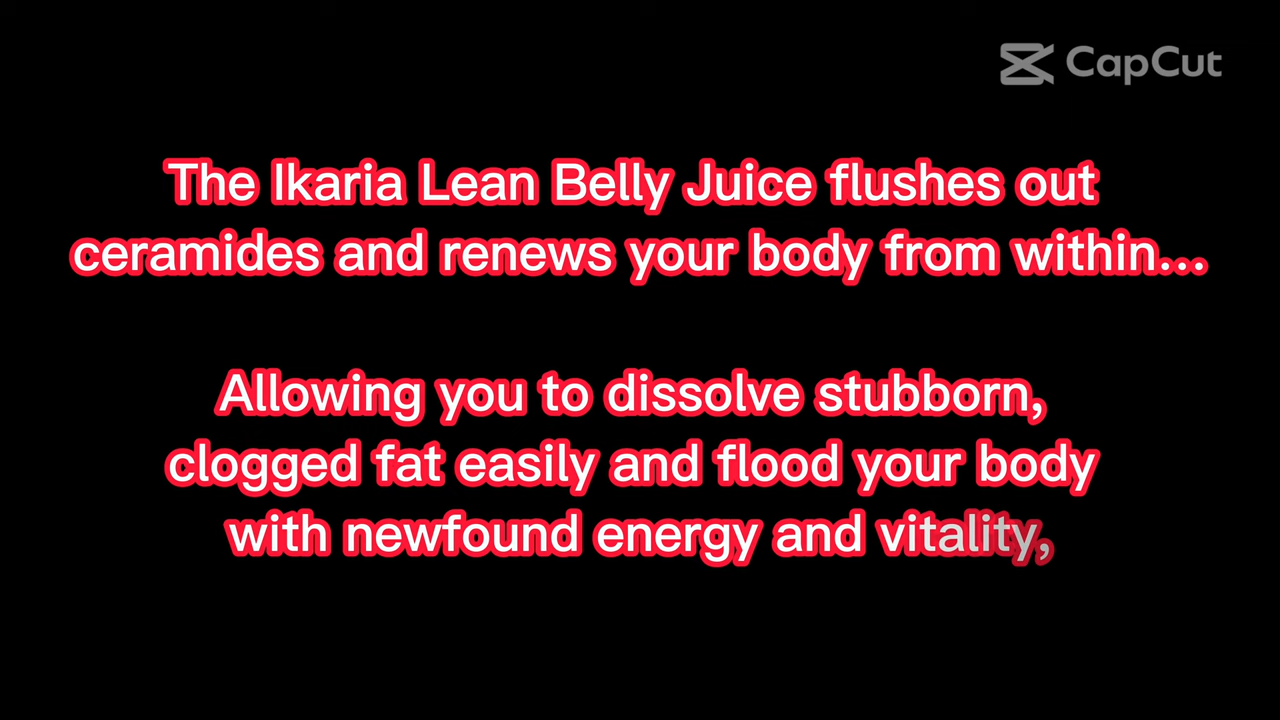 CapCut
The Ikaria Lean Belly Juice flushes out
ceramides and renews your body from within...
Allowing you to dissolve stubborn,
clogged fat easily and flood your body
with newfound energy and vitality,